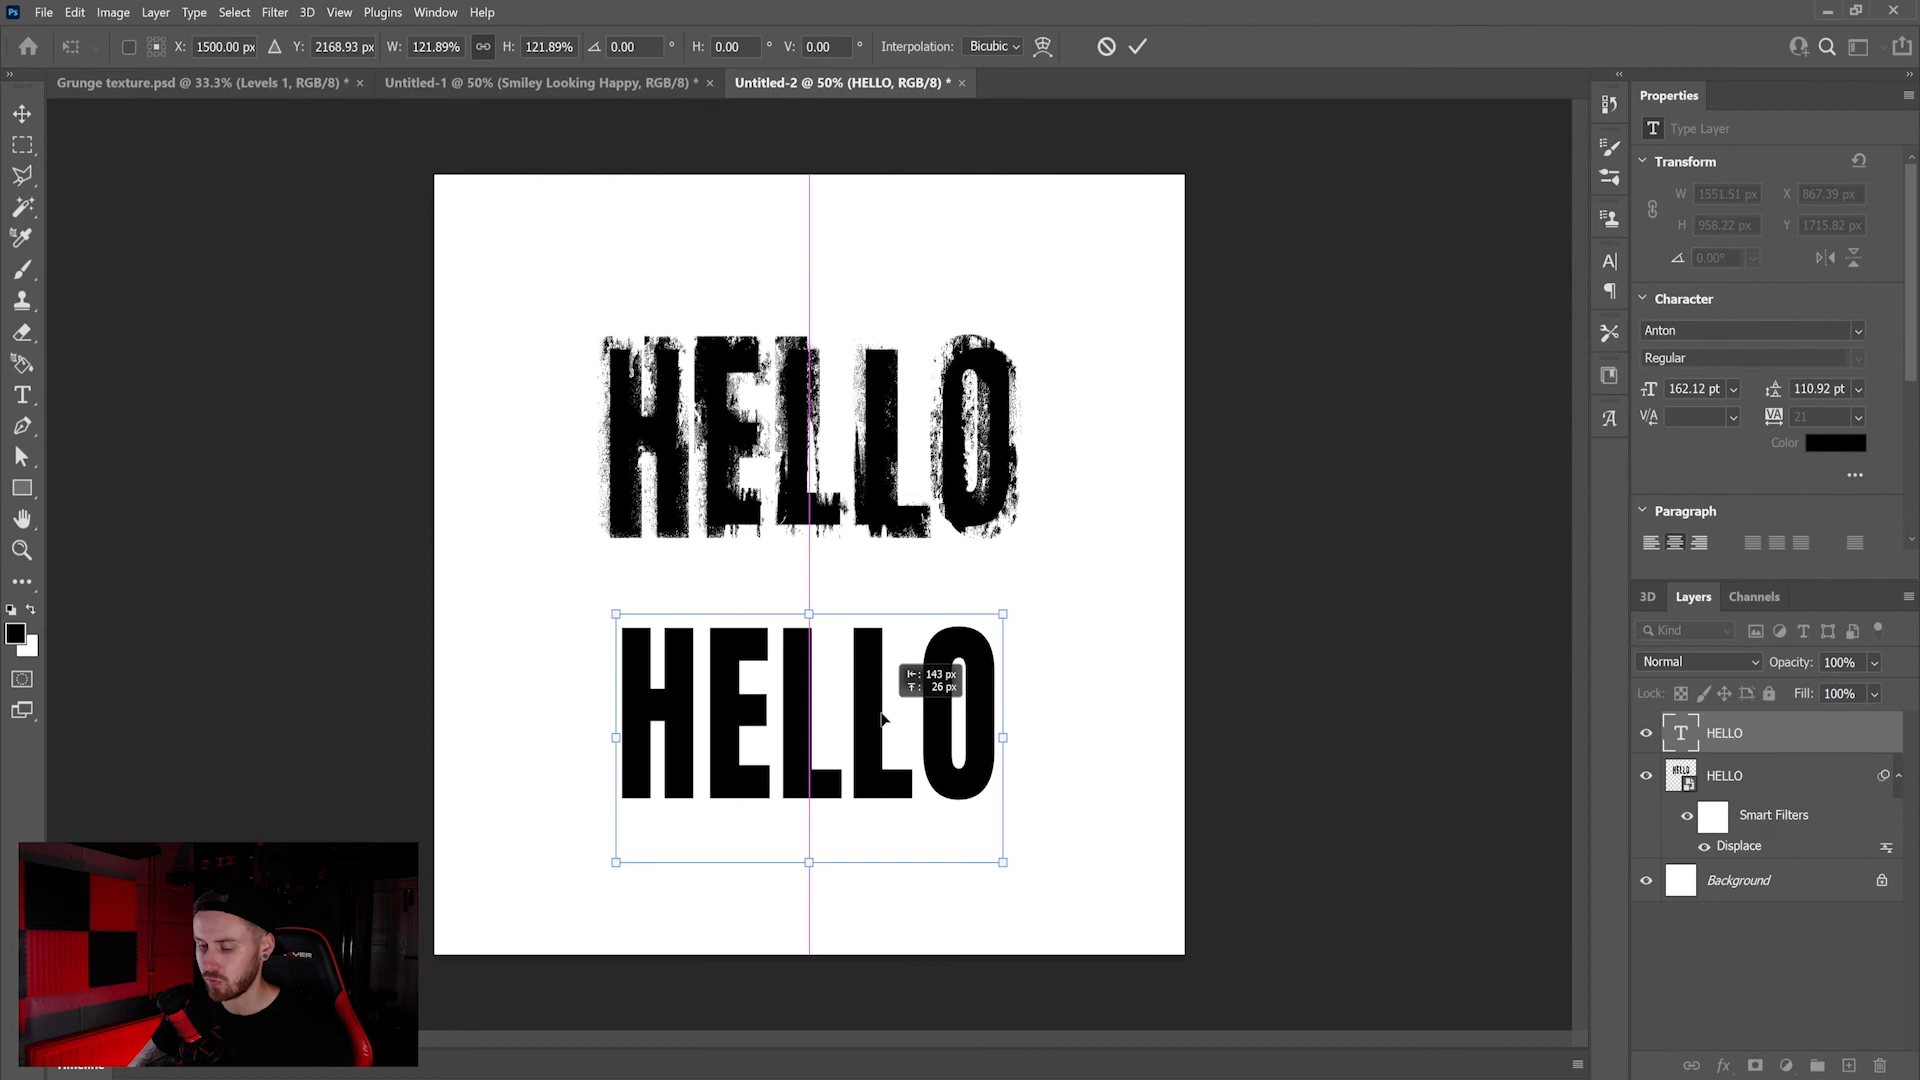 Ps File Edit Image Layer Type Select Filter 3D View Plugins Window Help
X: 1500.00 px Y: 2168.93 px W: 121.89% H: 121.89% 0.00 ° H: 0.00 ° V: 0.00 ° Interpolation: Bicubic
Grunge texture.psd @ 33.3% (Levels 1, RGB/8) * × Untitled-1 @ 50% (Smiley Looking Happy, RGB/8) * × Untitled-2 @ 50% (HELLO, RGB/8) * ×
HELLO
HELLO
143 px
26 px
Properties
Type Layer
Transform
W 1551.51 px X 867.39 px
H 958.22 px Y 1715.82 px
0.00°
Character
Anton
Regular
162.12 pt 110.92 pt
V/A VA 21
Color
Paragraph
3D Layers Channels
Kind
Normal Opacity: 100%
Lock: Fill: 100%
T HELLO
HELLO HELLO
Smart Filters
Displace
Background